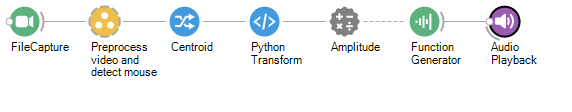 FileCapture
Preprocess
video and
detect mouse
Centroid
Python
Transform
Amplitude
Function
Generator
Audio
Playback